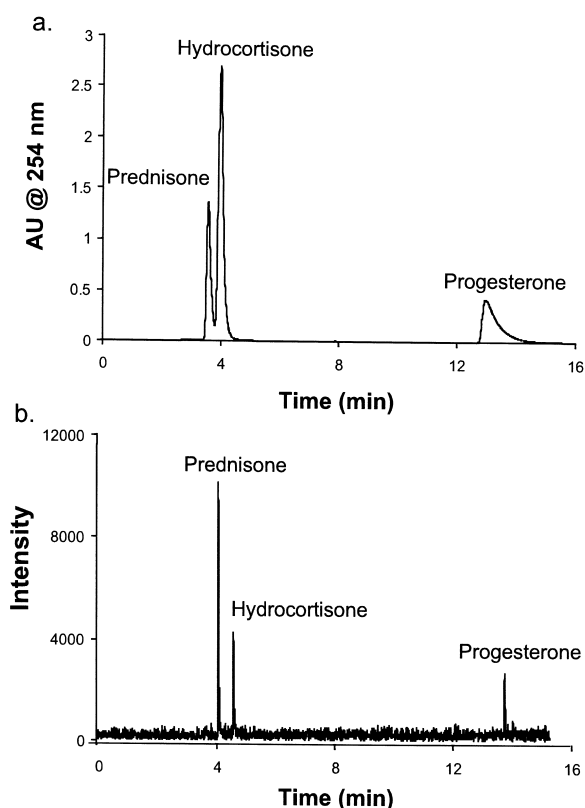 a.
3
Hydrocortisone
2.5
2
Prednisone
1.5
1
Progesterone
0.5
0
AU @ 254 nm
0 4 8 12 16
Time (min)
b.
12000
Prednisone
8000
Hydrocortisone
4000
Progesterone
0
Intensity
0 4 8 12 16
Time (min)